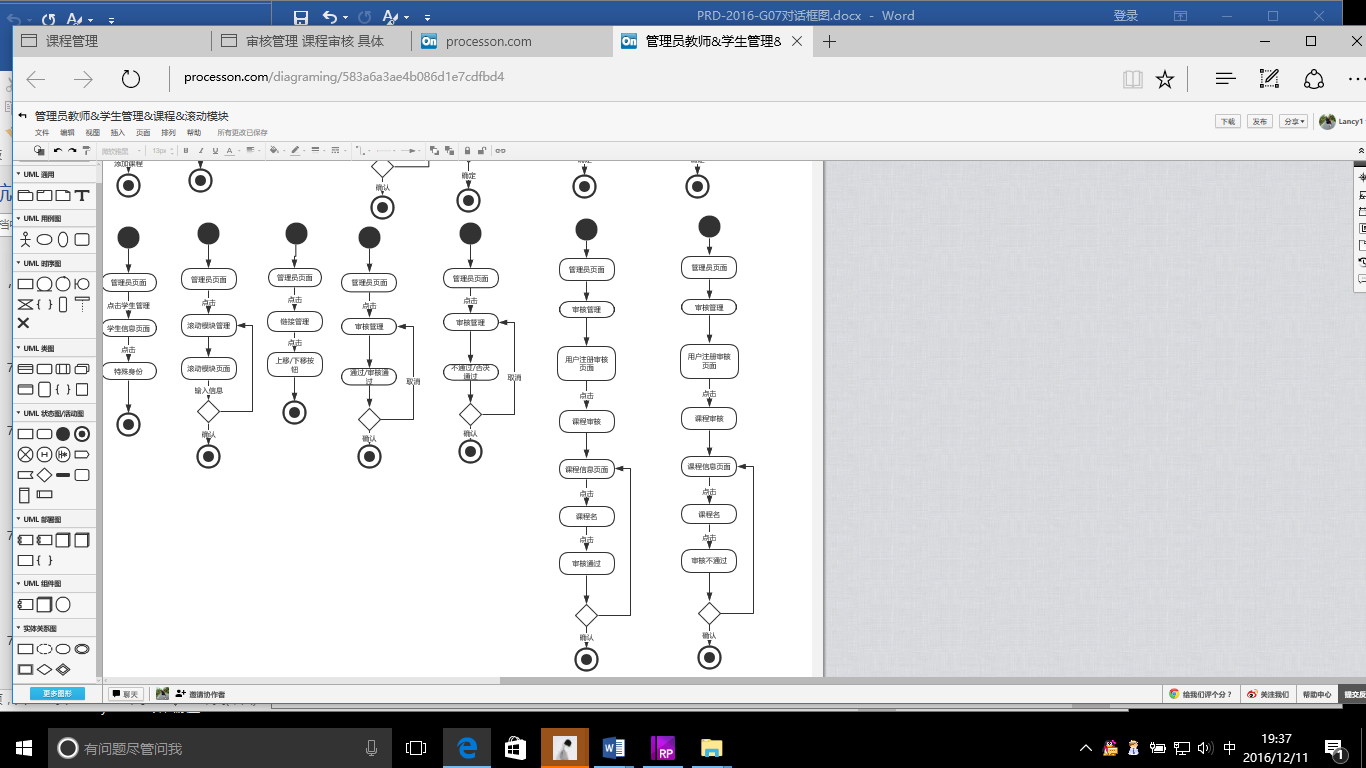 PRD-2016-G07对话框图.docx - Word
登录
课程管理
审核管理 课程审核 具体
processon.com
管理员教师&学生管理&
processon.com/diagraming/583a6a3ae4b086d1e7cdfbd4
管理员教师&学生管理&课程&滚动模块
文件 编辑 视图 插入 页面 排列 帮助 所有更改已保存
下载 发布 分享 Lancy1
微软雅黑 13px
UML 通用
UML 用例图
UML 时序图
UML 类图
UML 状态图/活动图
UML 部署图
UML 组件图
实体关系图
更多图形
添加课程
确认
确定
管理员页面
点击学生管理
学生信息页面
点击
特殊身份
管理员页面
点击
滚动模块管理
滚动模块页面
输入信息
确认
管理员页面
点击
链接管理
点击
上移/下移按
钮
管理员页面
点击
审核管理
通过/审核通
过
取消
确认
管理员页面
点击
审核管理
不通过/否决
通过
取消
确认
管理员页面
审核管理
用户注册审核
页面
点击
课程审核
课程信息页面
点击
课程名
点击
审核通过
确认
管理员页面
审核管理
用户注册审核
页面
点击
课程审核
课程信息页面
点击
课程名
点击
审核不通过
确认
聊天
邀请协作者
给我们评个分?
关注我们
帮助中心
提交反
有问题尽管问我
中
19:37
2016/12/11
1